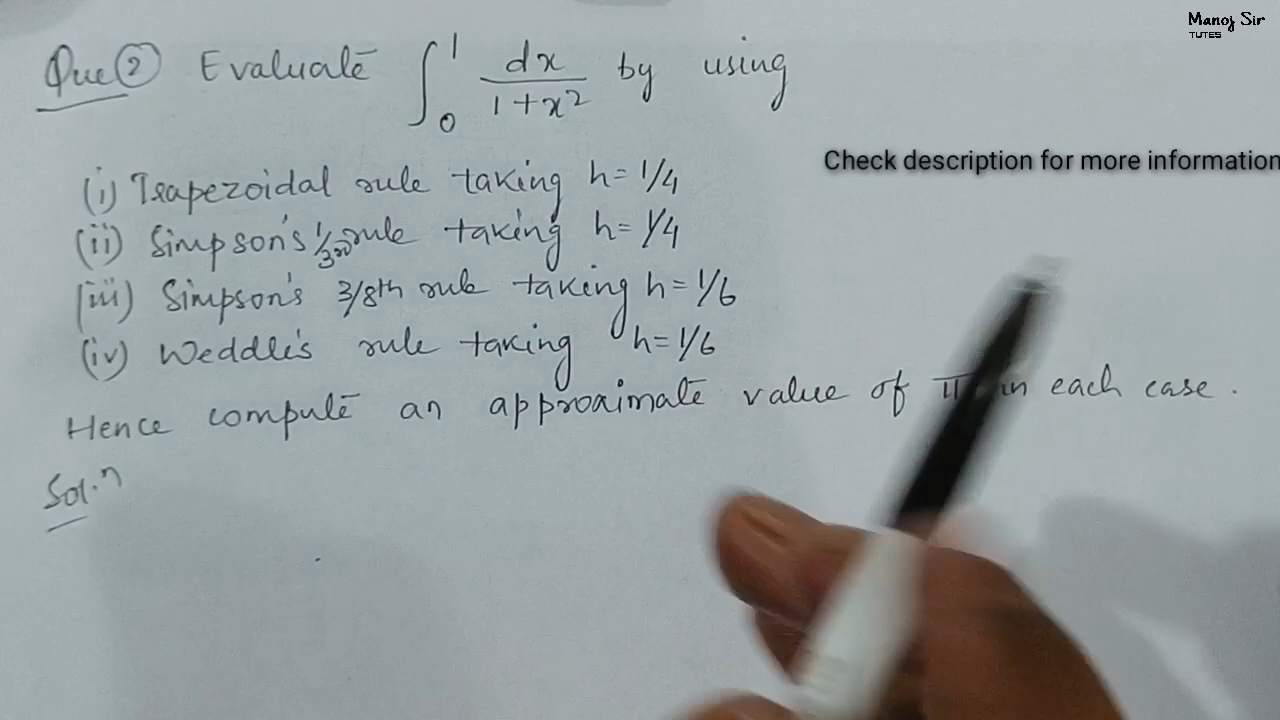 Manoj Sir
TUTES
Que ② Evaluate ∫₀¹ dx/(1+x²) by using
Check description for more information
(i) Trapezoidal rule taking h=1/4
(ii) Simpson's 1/3rd rule taking h=1/4
(iii) Simpson's 3/8th rule taking h=1/6
(iv) Weddle's rule taking h=1/6
Hence compute an approximate value of π in each case.
Sol.n